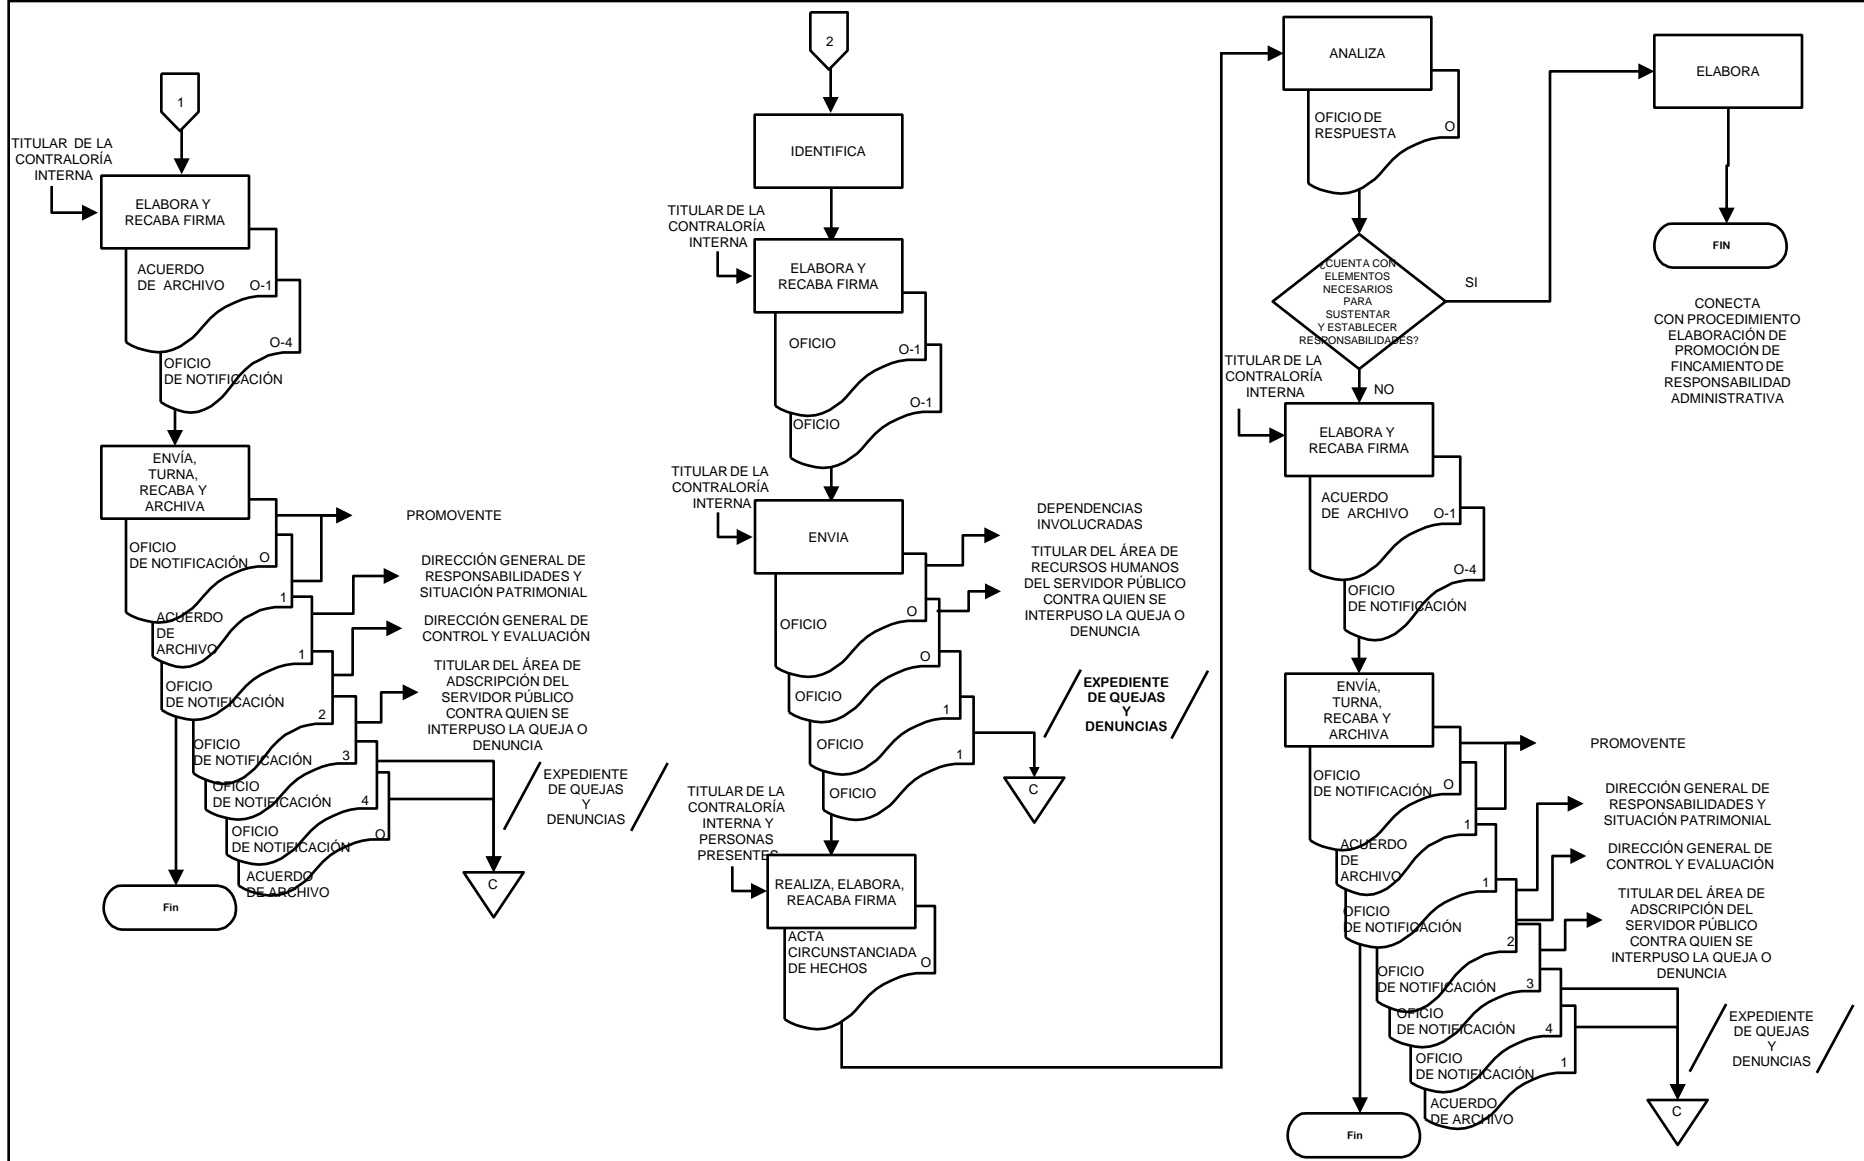 1
TITULAR DE LA
CONTRALORÍA
INTERNA
ELABORA Y
RECABA FIRMA
ACUERDO
DE ARCHIVO
O-1
O-4
OFICIO
DE NOTIFICACIÓN
ENVÍA,
TURNA,
RECABA Y
ARCHIVA
OFICIO
DE NOTIFICACIÓN
O
PROMOVENTE
ACUERDO
DE
ARCHIVO
1
DIRECCIÓN GENERAL DE
RESPONSABILIDADES Y
SITUACIÓN PATRIMONIAL
OFICIO
DE NOTIFICACIÓN
1
DIRECCIÓN GENERAL DE
CONTROL Y EVALUACIÓN
OFICIO
DE NOTIFICACIÓN
2
TITULAR DEL ÁREA DE
ADSCRIPCIÓN DEL
SERVIDOR PÚBLICO
CONTRA QUIEN SE
INTERPUSO LA QUEJA O
DENUNCIA
OFICIO
DE NOTIFICACIÓN
3
OFICIO
DE NOTIFICACIÓN
4
ACUERDO
DE ARCHIVO
O
EXPEDIENTE
DE QUEJAS
Y
DENUNCIAS
C
Fin
2
IDENTIFICA
TITULAR DE LA
CONTRALORÍA
INTERNA
ELABORA Y
RECABA FIRMA
OFICIO
O-1
O-1
OFICIO
TITULAR DE LA
CONTRALORÍA
INTERNA
ENVIA
OFICIO
O
DEPENDENCIAS
INVOLUCRADAS
OFICIO
O
TITULAR DEL ÁREA DE
RECURSOS HUMANOS
DEL SERVIDOR PÚBLICO
CONTRA QUIEN SE
INTERPUSO LA QUEJA O
DENUNCIA
OFICIO
1
OFICIO
1
EXPEDIENTE
DE QUEJAS
Y
DENUNCIAS
C
TITULAR DE LA
CONTRALORÍA
INTERNA Y
PERSONAS
PRESENTES
REALIZA, ELABORA,
REACABA FIRMA
ACTA
CIRCUNSTANCIADA
DE HECHOS
O
ANALIZA
OFICIO DE
RESPUESTA
O
¿CUENTA CON
ELEMENTOS
NECESARIOS
PARA
SUSTENTAR
Y ESTABLECER
RESPONSABILIDADES?
SI
NO
ELABORA
FIN
CONECTA
CON PROCEDIMIENTO
ELABORACIÓN DE
PROMOCIÓN DE
FINCAMIENTO DE
RESPONSABILIDAD
ADMINISTRATIVA
TITULAR DE LA
CONTRALORÍA
INTERNA
ELABORA Y
RECABA FIRMA
ACUERDO
DE ARCHIVO
O-1
O-4
OFICIO
DE NOTIFICACIÓN
ENVÍA,
TURNA,
RECABA Y
ARCHIVA
OFICIO
DE NOTIFICACIÓN
O
PROMOVENTE
ACUERDO
DE
ARCHIVO
1
DIRECCIÓN GENERAL DE
RESPONSABILIDADES Y
SITUACIÓN PATRIMONIAL
OFICIO
DE NOTIFICACIÓN
1
DIRECCIÓN GENERAL DE
CONTROL Y EVALUACIÓN
OFICIO
DE NOTIFICACIÓN
2
TITULAR DEL ÁREA DE
ADSCRIPCIÓN DEL
SERVIDOR PÚBLICO
CONTRA QUIEN SE
INTERPUSO LA QUEJA O
DENUNCIA
OFICIO
DE NOTIFICACIÓN
3
OFICIO
DE NOTIFICACIÓN
4
ACUERDO
DE ARCHIVO
1
EXPEDIENTE
DE QUEJAS
Y
DENUNCIAS
C
Fin